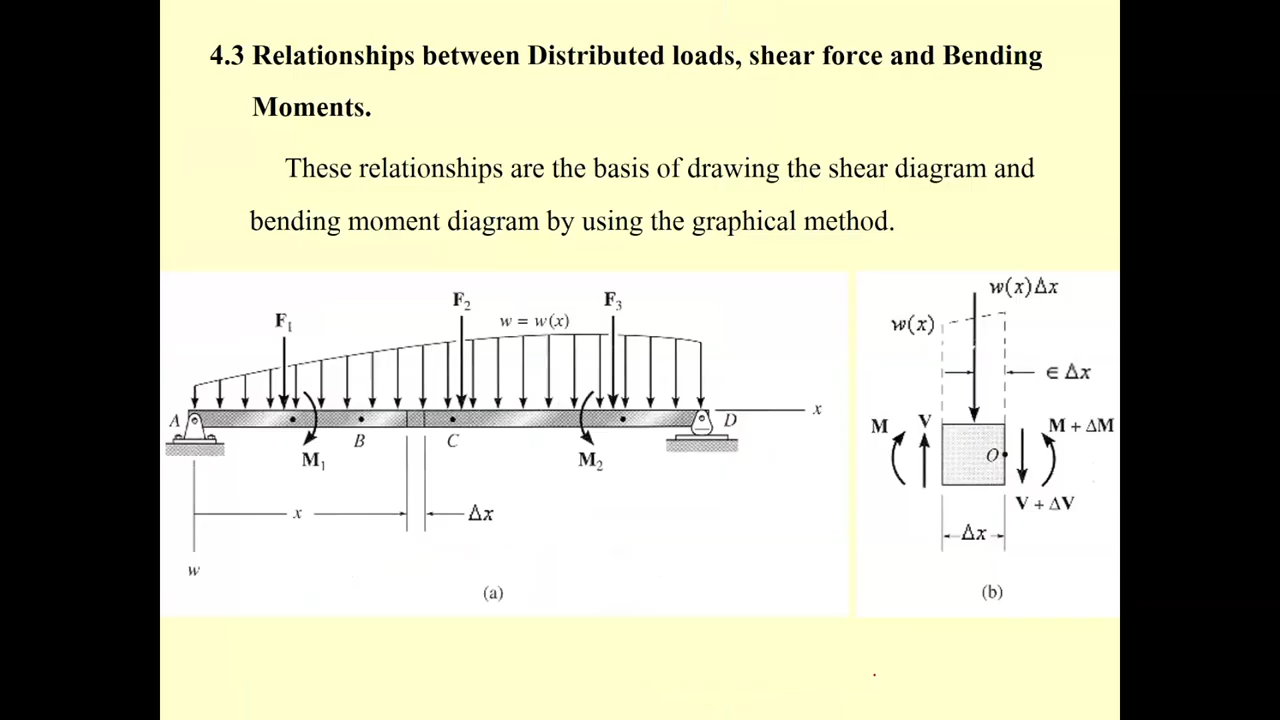 4.3 Relationships between Distributed loads, shear force and Bending
Moments.
These relationships are the basis of drawing the shear diagram and
bending moment diagram by using the graphical method.
F₁
F₂
F₃
w = w(x)
A
B
C
D
x
M₁
M₂
x
Δx
w
(a)
w(x)Δx
w(x)
∈ Δx
M
V
M + ΔM
O
V + ΔV
Δx
(b)